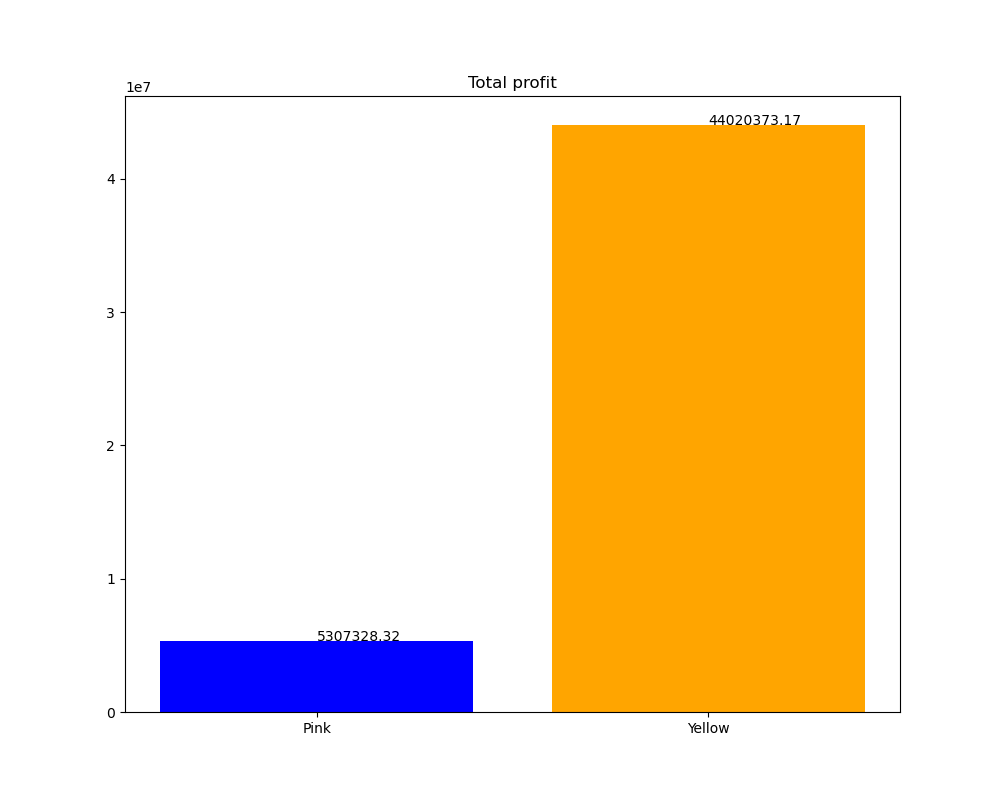 Total profit
1e7
44020373.17
4
3
2
1
5307328.32
0
Pink Yellow